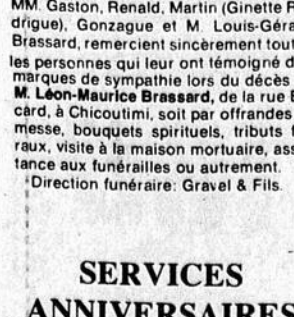 MM. Gaston, Renald, Martin (Ginette
drigue), Gonzague et M. Louis-Géra
Brassard, remercient sincèrement tout
les personnes qui leur ont témoigné d
marques de sympathie lors du décès
M. Léon-Maurice Brassard, de la rue
card, à Chicoutimi, soit par offrandes
messe, bouquets spirituels, tributs f
raux, visite à la maison mortuaire, ass
tance aux funérailles ou autrement.
Direction funéraire: Gravel & Fils.
SERVICES
ANNIVERSAIRES